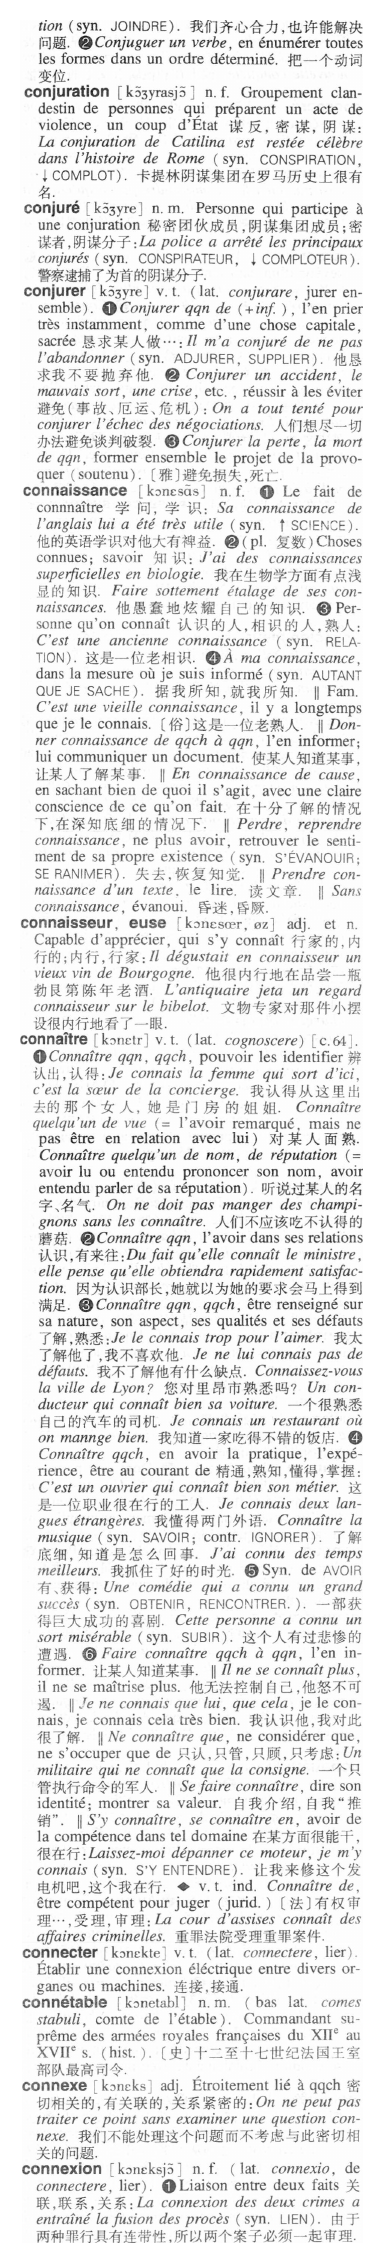 tion (syn. JOINDRE). 我们齐心合力,也许能解决
问题. ❷Conjuguer un verbe, en énumérer toutes
les formes dans un ordre déterminé. 把一个动词
变位.
conjuration [kɔ̃ʒyrasjɔ̃] n. f. Groupement clan-
destin de personnes qui préparent un acte de
violence, un coup d'État 谋反,密谋,阴谋:
La conjuration de Catilina est restée célèbre
dans l'histoire de Rome (syn. CONSPIRATION,
↓COMPLOT). 卡提林阴谋集团在罗马历史上很有
名.
conjuré [kɔ̃ʒyre] n. m. Personne qui participe à
une conjuration 秘密团伙成员,阴谋集团成员;密
谋者,阴谋分子:La police a arrêté les principaux
conjurés (syn. CONSPIRATEUR, ↓COMPLOTEUR).
警察逮捕了为首的阴谋分子.
conjurer [kɔ̃ʒyre] v. t. (lat. conjurare, jurer en-
semble). ❶Conjurer qqn de (+inf.), l'en prier
très instamment, comme d'une chose capitale,
sacrée 恳求某人做…:Il m'a conjuré de ne pas
l'abandonner (syn. ADJURER, SUPPLIER). 他恳
求我不要抛弃他. ❷ Conjurer un accident, le
mauvais sort, une crise, etc., réussir à les éviter
避免(事故、厄运、危机):On a tout tenté pour
conjurer l'échec des négociations. 人们想尽一切
办法避免谈判破裂. ❸Conjurer la perte, la mort
de qqn, former ensemble le projet de la provo-
quer (soutenu). [雅]避免损失,死亡.
connaissance [kɔnɛsɑ̃s] n. f. ❶ Le fait de
connnaître 学问,学识: Sa connaissance de
l'anglais lui a été très utile (syn. ↑SCIENCE).
他的英语学识对他大有裨益. ❷(pl. 复数) Choses
connues; savoir 知识: J'ai des connaissances
superficielles en biologie. 我在生物学方面有点浅
显的知识. Faire sottement étalage de ses con-
naissances. 他愚蠢地炫耀自己的知识. ❸ Per-
sonne qu'on connaît 认识的人,相识的人,熟人:
C'est une ancienne connaissance (syn. RELA-
TION). 这是一位老相识. ❹À ma connaissance,
dans la mesure où je suis informé (syn. AUTANT
QUE JE SACHE). 据我所知,就我所知. ‖ Fam.
C'est une vieille connaissance, il y a longtemps
que je le connais. [俗]这是一位老熟人. ‖ Don-
ner connaissance de qqch à qqn, l'en informer;
lui communiquer un document. 使某人知道某事,
让某人了解某事. ‖ En connaissance de cause,
en sachant bien de quoi il s'agit, avec une claire
conscience de ce qu'on fait. 在十分了解的情况
下,在深知底细的情况下. ‖ Perdre, reprendre
connaissance, ne plus avoir, retrouver le senti-
ment de sa propre existence (syn. S'ÉVANOUIR;
SE RANIMER). 失去,恢复知觉. ‖ Prendre con-
naissance d'un texte, le lire. 读文章. ‖ Sans
connaissance, évanoui. 昏迷,昏厥.
connaisseur, euse [kɔnɛsœr, øz] adj. et n.
Capable d'apprécier, qui s'y connaît 行家的,内
行的;内行,行家:Il dégustait en connaisseur un
vieux vin de Bourgogne. 他很内行地在品尝一瓶
勃艮第陈年老酒. L'antiquaire jeta un regard
connaisseur sur le bibelot. 文物专家对那件小摆
设很内行地看了一眼.
connaître [kɔnɛtr] v. t. (lat. cognoscere) [c.64].
❶Connaître qqn, qqch, pouvoir les identifier 辨
认出,认得:Je connais la femme qui sort d'ici,
c'est la sœur de la concierge. 我认得从这里出
去的那个女人,她是门房的姐姐. Connaître
quelqu'un de vue (= l'avoir remarqué, mais ne
pas être en relation avec lui) 对某人面熟.
Connaître quelqu'un de nom, de réputation (=
avoir lu ou entendu prononcer son nom, avoir
entendu parler de sa réputation). 听说过某人的名
字、名气. On ne doit pas manger des champi-
gnons sans les connaître. 人们不应该吃不认得的
蘑菇. ❷Connaître qqn, l'avoir dans ses relations
认识,有来往:Du fait qu'elle connaît le ministre,
elle pense qu'elle obtiendra rapidement satisfac-
tion. 因为认识部长,她就以为她的要求会马上得到
满足. ❸Connaître qqn, qqch, être renseigné sur
sa nature, son aspect, ses qualités et ses défauts
了解,熟悉:Je le connais trop pour l'aimer. 我太
了解他了,我不喜欢他. Je ne lui connais pas de
défauts. 我不了解他有什么缺点. Connaissez-vous
la ville de Lyon? 您对里昂市熟悉吗? Un con-
ducteur qui connaît bien sa voiture. 一个很熟悉
自己的汽车的司机. Je connais un restaurant où
on mannge bien. 我知道一家吃得不错的饭店. ❹
Connaître qqch, en avoir la pratique, l'expé-
rience, être au courant de 精通,熟知,懂得,掌握:
C'est un ouvrier qui connaît bien son métier. 这
是一位职业很在行的工人. Je connais deux lan-
gues étrangères. 我懂得两门外语. Connaître la
musique (syn. SAVOIR; contr. IGNORER). 了解
底细,知道是怎么回事. J'ai connu des temps
meilleurs. 我抓住了好的时光. ❺Syn. de AVOIR
有、获得: Une comédie qui a connu un grand
succès (syn. OBTENIR, RENCONTRER.). 一部获
得巨大成功的喜剧. Cette personne a connu un
sort misérable (syn. SUBIR). 这个人有过悲惨的
遭遇. ❻ Faire connaître qqch à qqn, l'en in-
former. 让某人知道某事. ‖ Il ne se connaît plus,
il ne se maîtrise plus. 他无法控制自己,他怒不可
遏. ‖ Je ne connais que lui, que cela, je le con-
nais, je connais cela très bien. 我认识他,我对此
很了解. ‖ Ne connaître que, ne considérer que,
ne s'occuper que de 只认,只管,只顾,只考虑:Un
militaire qui ne connaît que la consigne. 一个只
管执行命令的军人. ‖ Se faire connaître, dire son
identité; montrer sa valeur. 自我介绍,自我“推
销”. ‖ S'y connaître, se connaître en, avoir de
la compétence dans tel domaine 在某方面很能干,
很在行:Laissez-moi dépanner ce moteur, je m'y
connais (syn. S'Y ENTENDRE). 让我来修这个发
电机吧,这个我在行. ◆ v. t. ind. Connaître de,
être compétent pour juger (jurid.) [法]有权审
理…,受理,审理:La cour d'assises connaît des
affaires criminelles. 重罪法院受理重罪案件.
connecter [kɔnɛkte] v. t. (lat. connectere, lier).
Établir une connexion éléctrique entre divers or-
ganes ou machines. 连接,接通.
connétable [kɔnetabl] n. m. (bas lat. comes
stabuli, comte de l'étable). Commandant su-
prême des armées royales françaises du XIIᵉ au
XVIIᵉ s. (hist.). [史]十二至十七世纪法国王室
部队最高司令.
connexe [kɔnɛks] adj. Étroitement lié à qqch 密
切相关的,有关联的,关系紧密的:On ne peut pas
traiter ce point sans examiner une question con-
nexe. 我们不能处理这个问题而不考虑与此密切相
关的问题.
connexion [kɔnɛksjɔ̃] n. f. (lat. connexio, de
connectere, lier). ❶Liaison entre deux faits 关
联,联系,关系:La connexion des deux crimes a
entraîné la fusion des procès (syn. LIEN). 由于
两种罪行具有连带性,所以两个案子必须一起审理.